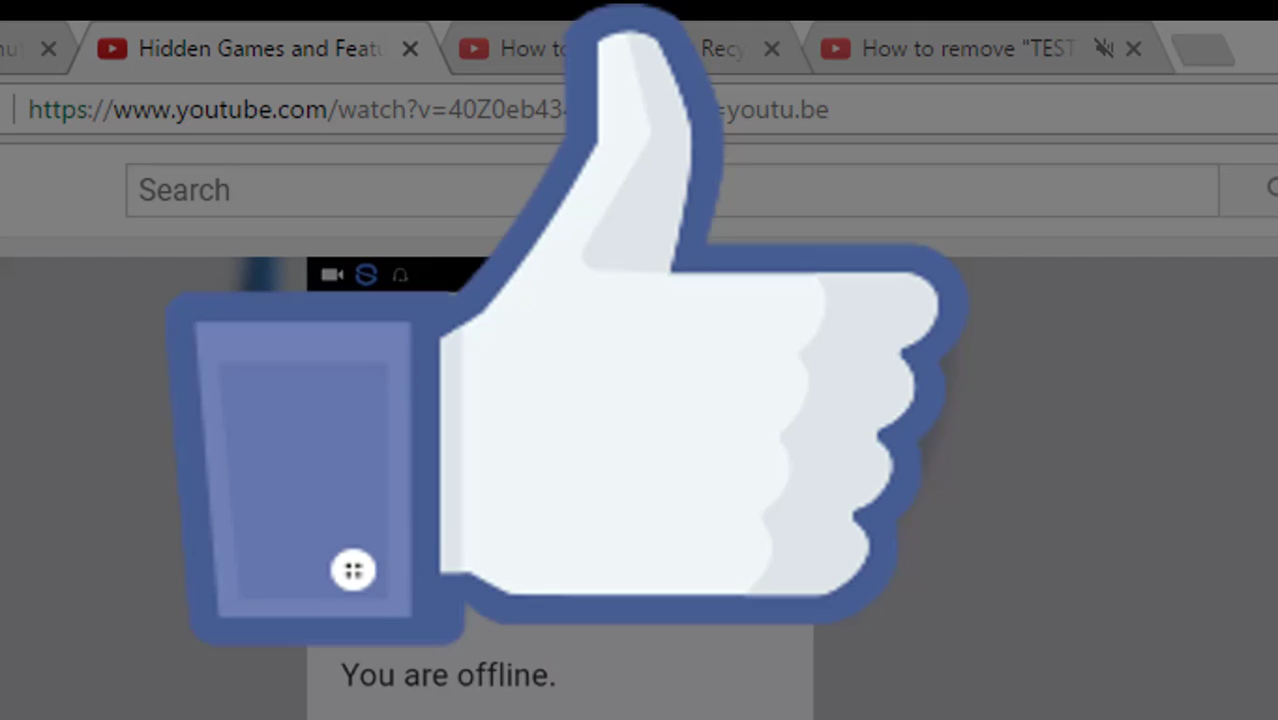 Hidden Games and Feat
How to
Recy
How to remove "TEST
https://www.youtube.com/watch?v=40Z0eb43
=youtu.be
Search
You are offline.